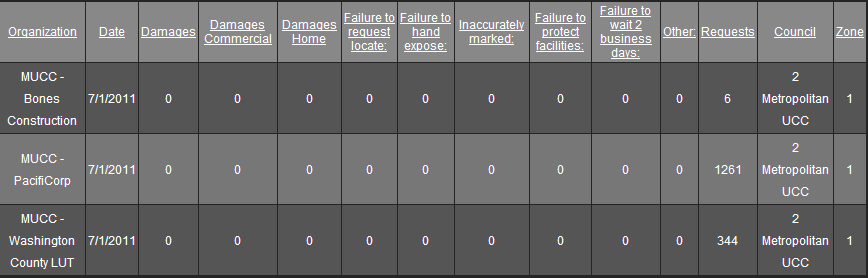 Organization Date Damages Damages Commercial Damages Home Failure to request locate: Failure to hand expose: Inaccurately marked: Failure to protect facilities: Failure to wait 2 business days: Other: Requests Council Zone
MUCC - Bones Construction 7/1/2011 0 0 0 0 0 0 0 0 0 6 2 Metropolitan UCC 1
MUCC - PacifiCorp 7/1/2011 0 0 0 0 0 0 0 0 0 1261 2 Metropolitan UCC 1
MUCC - Washington County LUT 7/1/2011 0 0 0 0 0 0 0 0 0 344 2 Metropolitan UCC 1